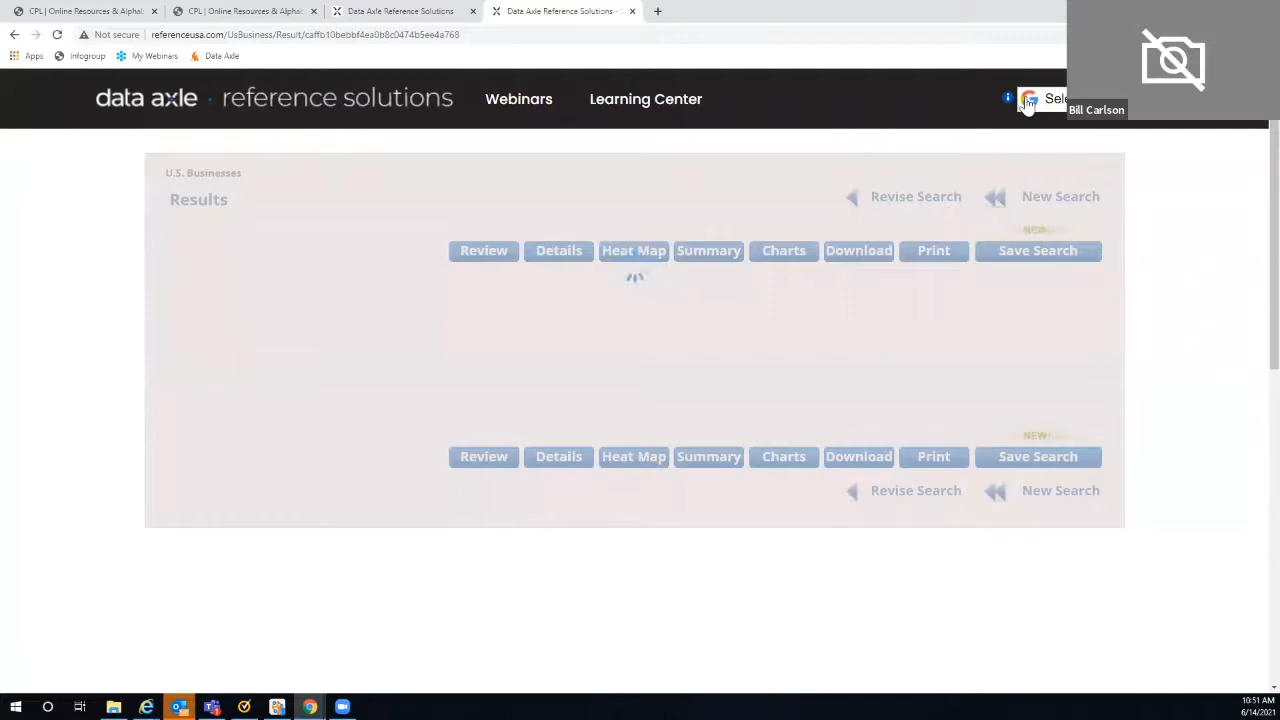 CPL | Online Resources & Alphab
CPL | Online Resources & Alphab
Data Axle Reference Solutions
Data Axle Reference Solutions -
Not secure
referenceusa.com/UsBusiness/Result/caffb10bebbf4ea0b8c0474b5ee4a768
Apps
Infogroup
My Webinars
Data Axle
data axle · reference solutions
Webinars
Learning Center
Sele
Bill Carlson
U.S. Businesses
Results
Revise Search
New Search
NEW
Review
Details
Heat Map
Summary
Charts
Download
Print
Save Search
NEW
Review
Details
Heat Map
Summary
Charts
Download
Print
Save Search
Revise Search
New Search
10:51 AM
6/14/2021